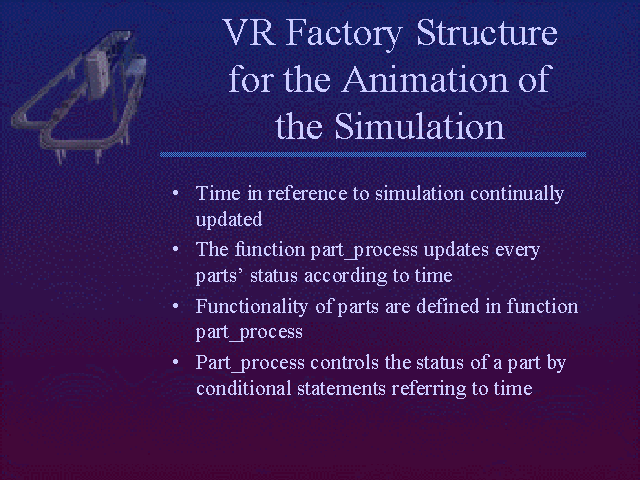 VR Factory Structure
for the Animation of
the Simulation
• Time in reference to simulation continually
updated
• The function part_process updates every
parts’ status according to time
• Functionality of parts are defined in function
part_process
• Part_process controls the status of a part by
conditional statements referring to time